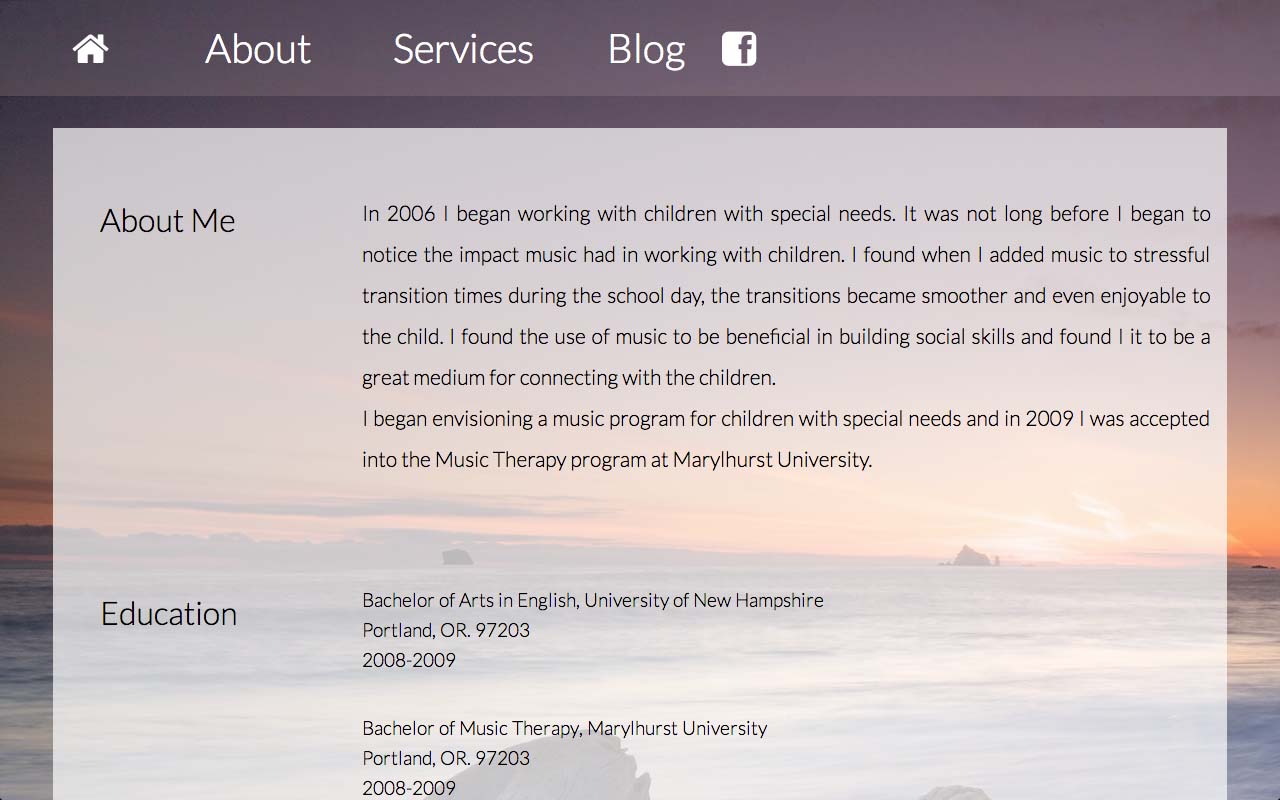 About Services Blog
About Me
In 2006 I began working with children with special needs. It was not long before I began to
notice the impact music had in working with children. I found when I added music to stressful
transition times during the school day, the transitions became smoother and even enjoyable to
the child. I found the use of music to be beneficial in building social skills and found I it to be a
great medium for connecting with the children.
I began envisioning a music program for children with special needs and in 2009 I was accepted
into the Music Therapy program at Marylhurst University.
Education
Bachelor of Arts in English, University of New Hampshire
Portland, OR. 97203
2008-2009
Bachelor of Music Therapy, Marylhurst University
Portland, OR. 97203
2008-2009